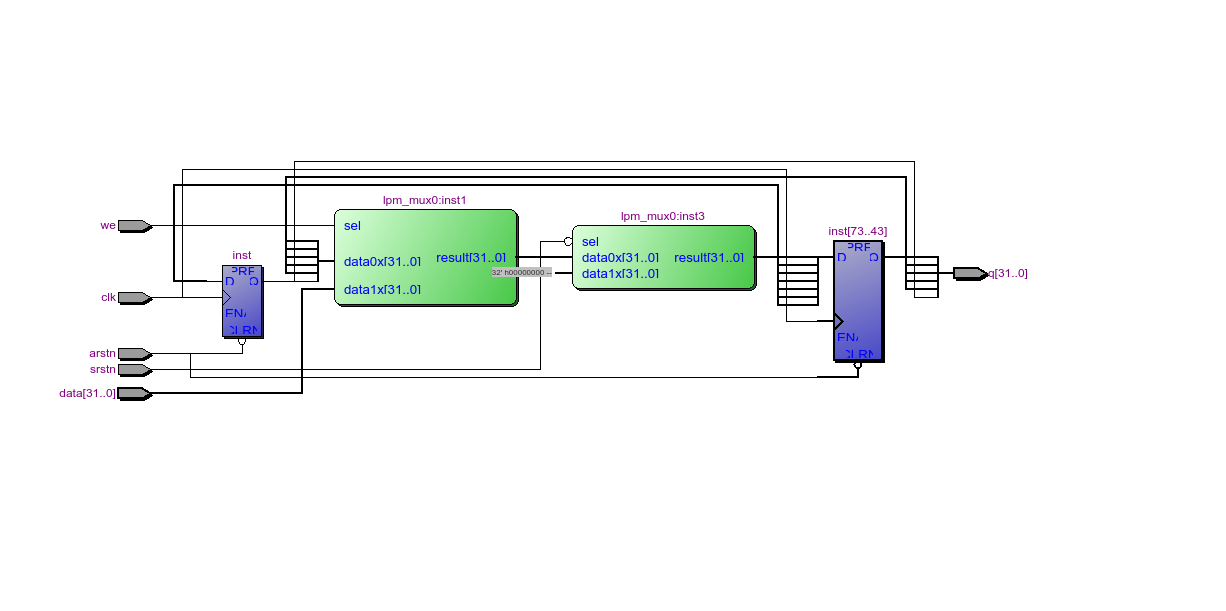 lpm_mux0:inst1
lpm_mux0:inst3
we
sel
inst[73..43]
sel
PRE
inst
result[31..0]
data0x[31..0]
result[31..0]
D
Q
data0x[31..0]
PRE
32' h00000000 --
data1x[31..0]
q[31..0]
D
Q
data1x[31..0]
clk
ENA
ENA
CLRN
arstn
CLRN
srstn
data[31..0]